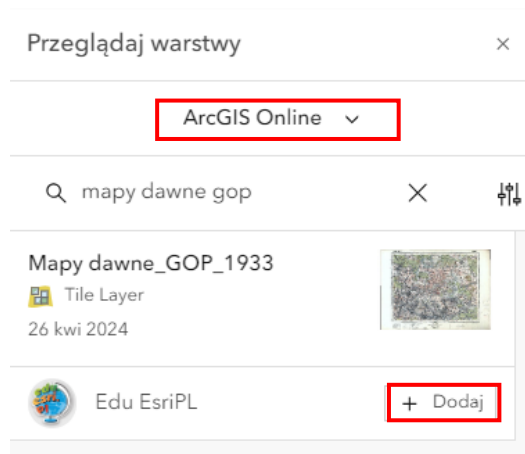 Przeglądaj warstwy
ArcGIS Online
mapy dawne gop
Mapy dawne_GOP_1933
Tile Layer
26 kwi 2024
Edu EsriPL
+ Dodaj